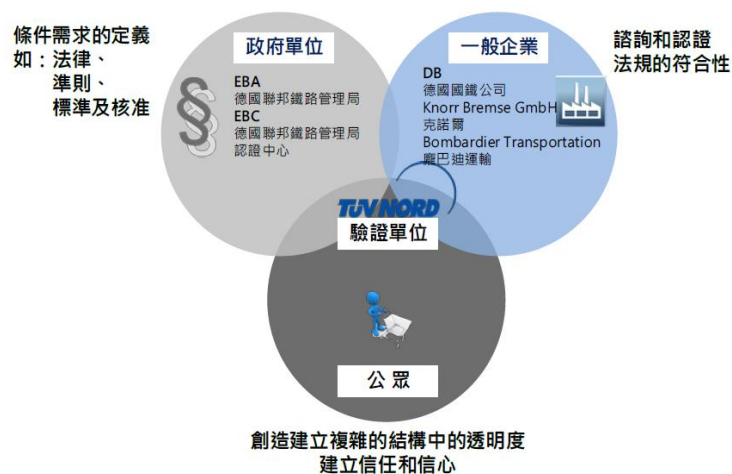 條件需求的定義
如：法律、
準則、
標準及核准
政府單位
EBA
德國聯邦鐵路管理局
EBC
德國聯邦鐵路管理局
認證中心
一般企業
DB
德國國鐵公司
Knorr Bremse GmbH
克諾爾
Bombardier Transportation
龐巴迪運輸
諮詢和認證
法規的符合性
TÜV NORD
驗證單位
公眾
創造建立複雜的結構中的透明度
建立信任和信心